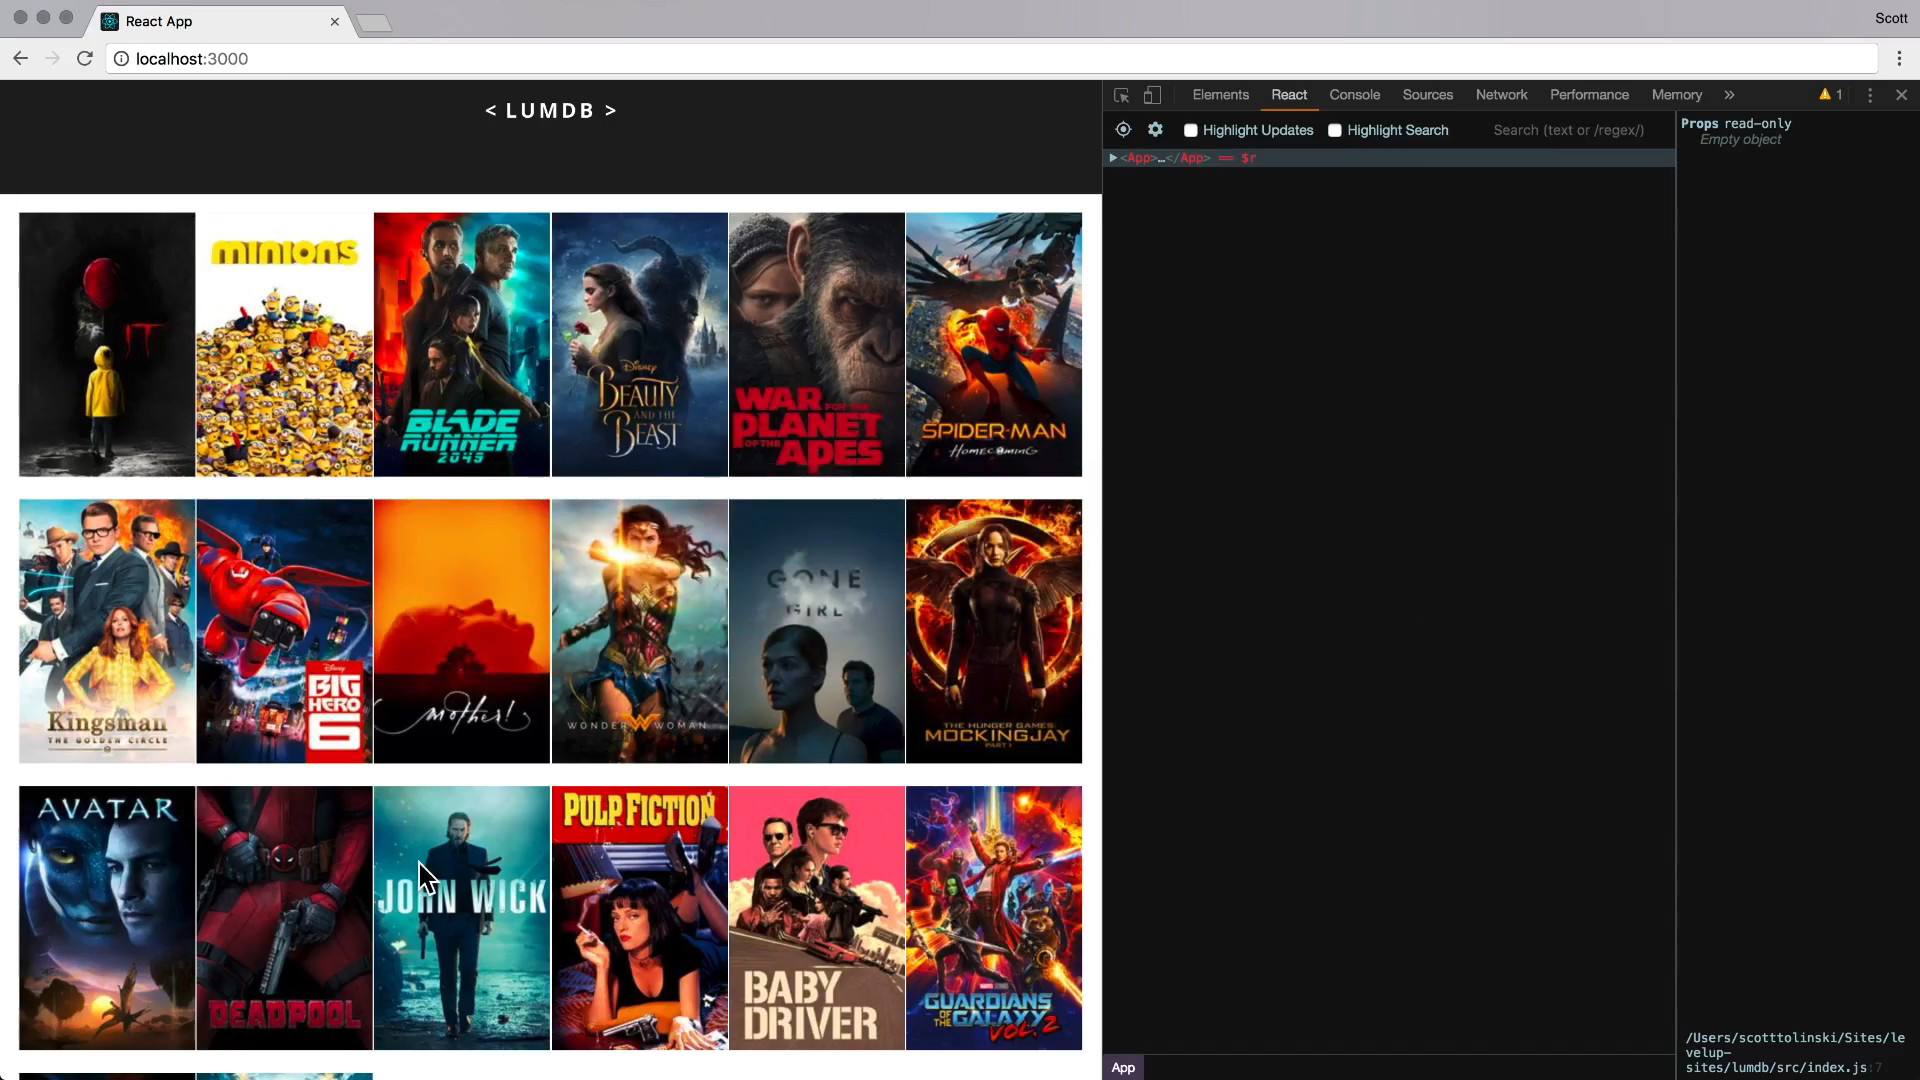 React App
Scott
localhost:3000
< LUMDB >
Elements React Console Sources Network Performance Memory » 1
Highlight Updates Highlight Search Search (text or /regex/)
<App>…</App> == $r
Props read-only
Empty object
IT
MINIONS
BLADE
RUNNER
2049
Disney
BEAUTY
AND THE
BEAST
WAR FOR THE
PLANET
OF THE APES
SPIDER-MAN
HOMECOMING
Kingsman
THE GOLDEN CIRCLE
Disney
BIG
HERO
6
mother!
WONDER WOMAN
GONE
GIRL
THE HUNGER GAMES
MOCKINGJAY
PART 1
AVATAR
DEADPOOL
JOHN WICK
PULP FICTION
BABY
DRIVER
GUARDIANS
OF THE GALAXY
VOL. 2
App
/Users/scotttolinski/Sites/le
velup-
sites/lumdb/src/index.js:7